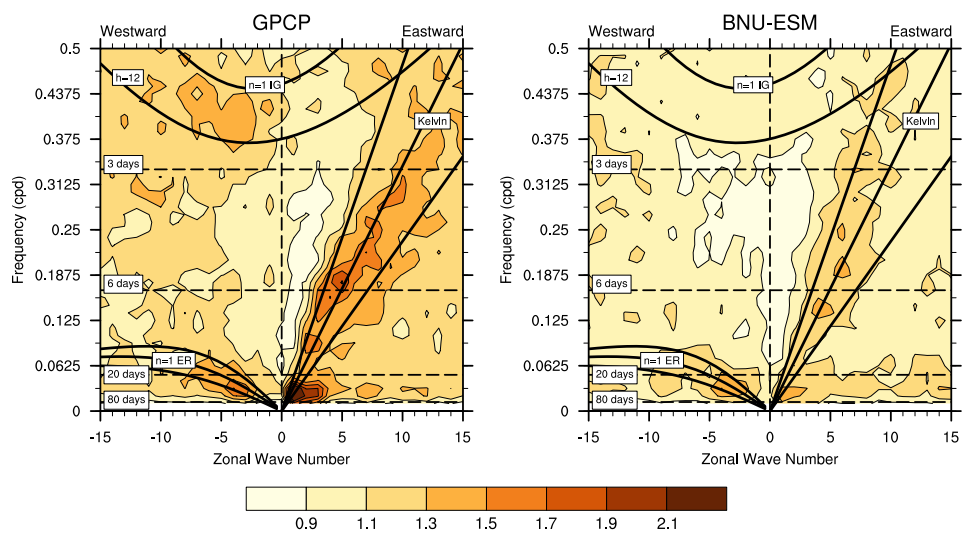 GPCP
Westward
Eastward
0.5
0.4375
0.375
0.3125
0.25
0.1875
0.125
0.0625
0
Frequency (cpd)
h=12
n=1 IG
Kelvin
3 days
6 days
n=1 ER
20 days
80 days
-15
-10
-5
0
5
10
15
Zonal Wave Number
BNU-ESM
Westward
Eastward
0.5
0.4375
0.375
0.3125
0.25
0.1875
0.125
0.0625
0
Frequency (cpd)
h=12
n=1 IG
Kelvin
3 days
6 days
n=1 ER
20 days
80 days
-15
-10
-5
0
5
10
15
Zonal Wave Number
0.9
1.1
1.3
1.5
1.7
1.9
2.1